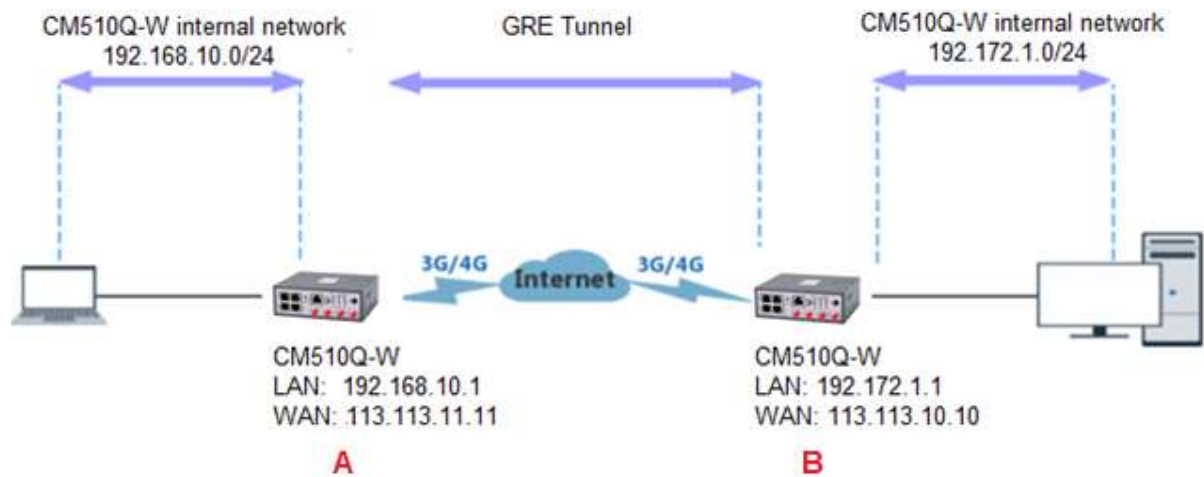 CM510Q-W internal network
192.168.10.0/24
GRE Tunnel
CM510Q-W internal network
192.172.1.0/24
3G/4G
Internet
3G/4G
CM510Q-W
LAN: 192.168.10.1
WAN: 113.113.11.11
A
CM510Q-W
LAN: 192.172.1.1
WAN: 113.113.10.10
B